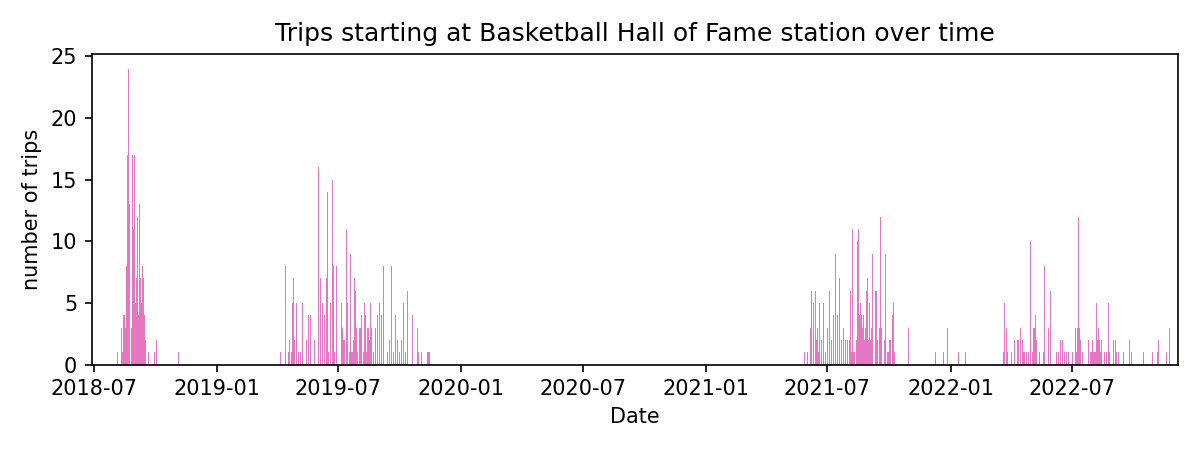 Trips starting at Basketball Hall of Fame station over time
25
20
15
10
5
0
number of trips
2018-07 2019-01 2019-07 2020-01 2020-07 2021-01 2021-07 2022-01 2022-07
Date